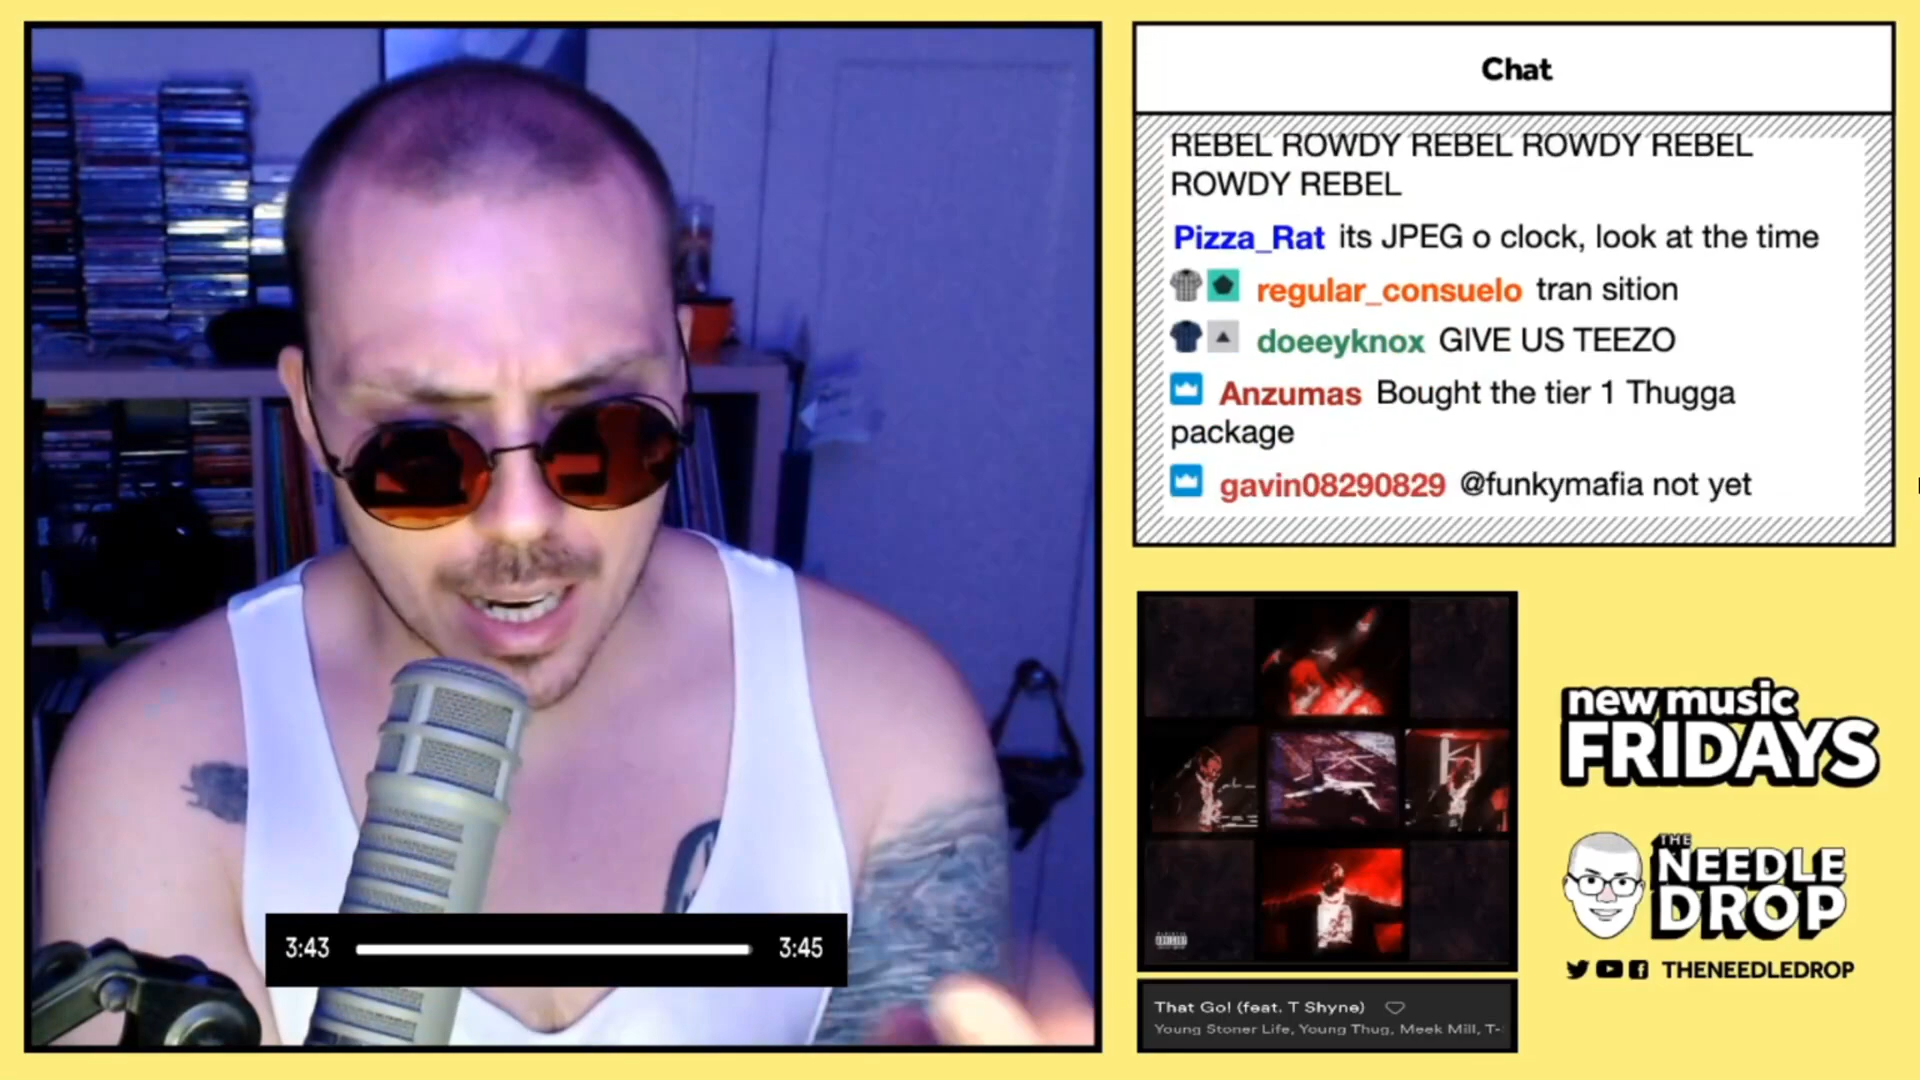 Chat
REBEL ROWDY REBEL ROWDY REBEL
ROWDY REBEL
Pizza_Rat its JPEG o clock, look at the time
regular_consuelo tran sition
doeeyknox GIVE US TEEZO
Anzumas Bought the tier 1 Thugga
package
gavin08290829 @funkymafia not yet
3:43 3:45
That Go! (feat. T Shyne)
Young Stoner Life, Young Thug, Meek Mill, T-
new music
FRIDAYS
THE
NEEDLE
DROP
THENEEDLEDROP